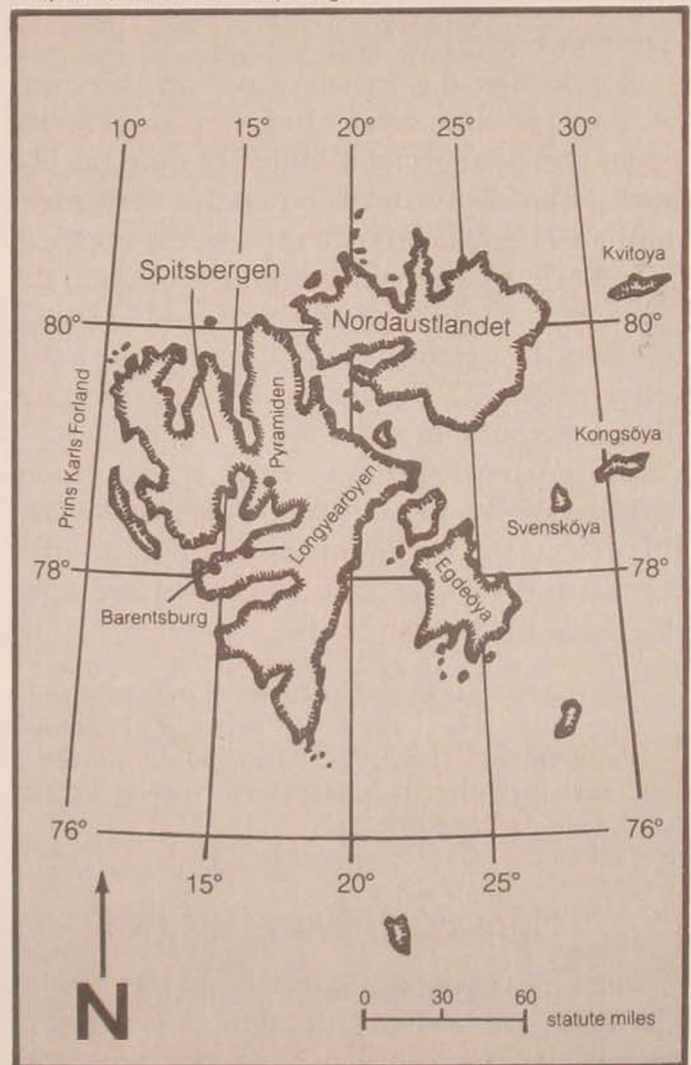 10° 15° 20° 25° 30°
Kvitoya
Spitsbergen
80° Nordaustlandet 80°
Prins Karls Forland
Pyramiden
Kongsöya
Longyearbyen
Svensköya
78° 78°
Egdeöya
Barentsburg
76° 76°
15° 20° 25°
N
0 30 60
statute miles